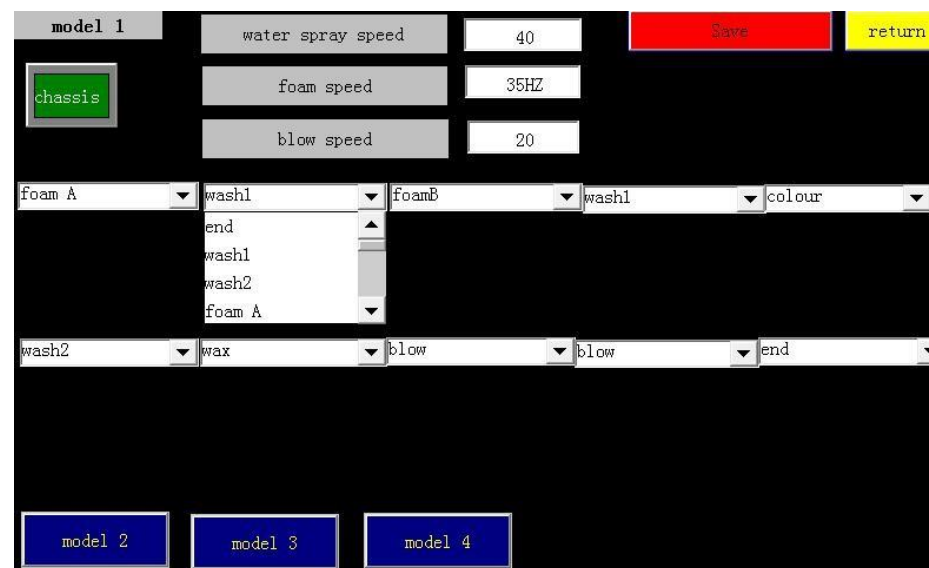 model 1
water spray speed
40
Save
return
chassis
foam speed
35HZ
blow speed
20
foam A
wash1
foamB
wash1
colour
end
wash1
wash2
foam A
wash2
wax
blow
blow
end
model 2
model 3
model 4